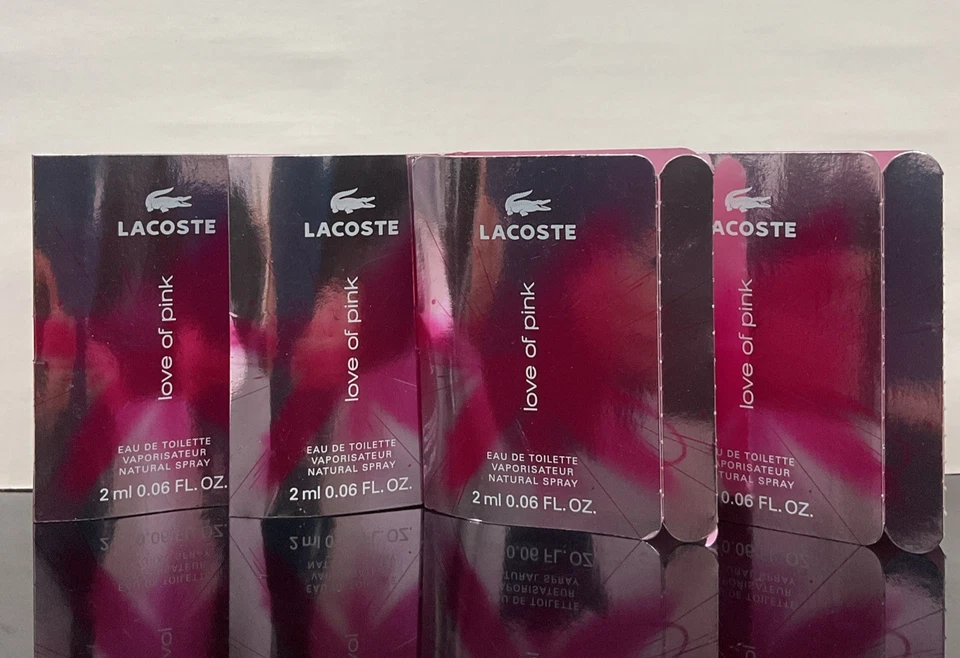 LACOSTE
love of pink
EAU DE TOILETTE
VAPORISATEUR
NATURAL SPRAY
2 ml 0.06 FL. OZ.
LACOSTE
love of pink
EAU DE TOILETTE
VAPORISATEUR
NATURAL SPRAY
2 ml 0.06 FL. OZ.
LACOSTE
love of pink
EAU DE TOILETTE
VAPORISATEUR
NATURAL SPRAY
2 ml 0.06 FL. OZ.
ACOSTE
love of pink
U DE TOILETTE
APORISATEUR
TURAL SPRAY
0.06 FL. OZ.